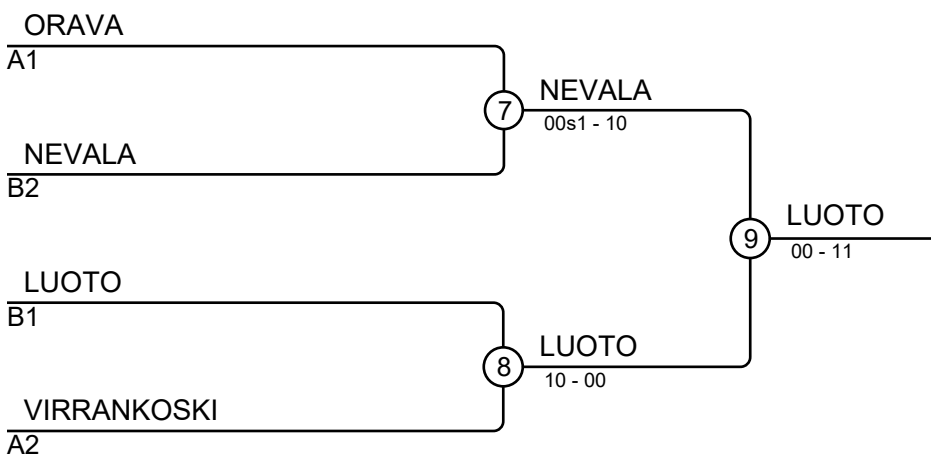 ORAVA
A1
7
NEVALA
00s1 - 10
NEVALA
B2
9
LUOTO
00 - 11
LUOTO
B1
8
LUOTO
10 - 00
VIRRANKOSKI
A2